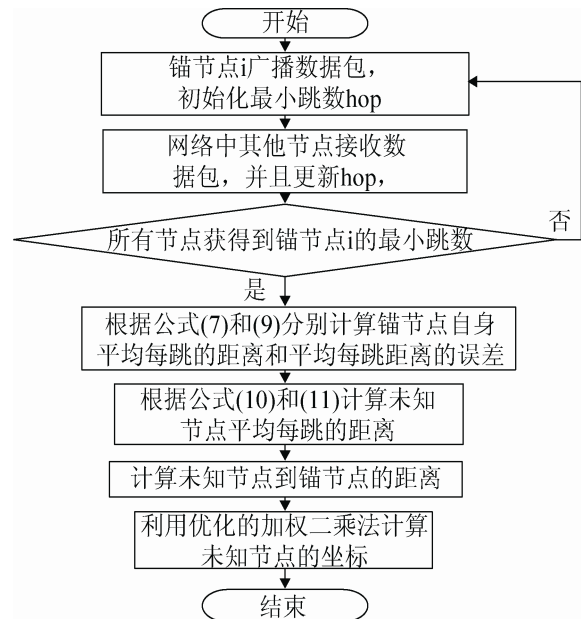 开始
锚节点i广播数据包，
初始化最小跳数hop
网络中其他节点接收数
据包，并且更新hop，
所有节点获得到锚节点i的最小跳数
否
是
根据公式(7)和(9)分别计算锚节点自身
平均每跳的距离和平均每跳距离的误差
根据公式(10)和(11)计算未知
节点平均每跳的距离
计算未知节点到锚节点的距离
利用优化的加权二乘法计算
未知节点的坐标
结束